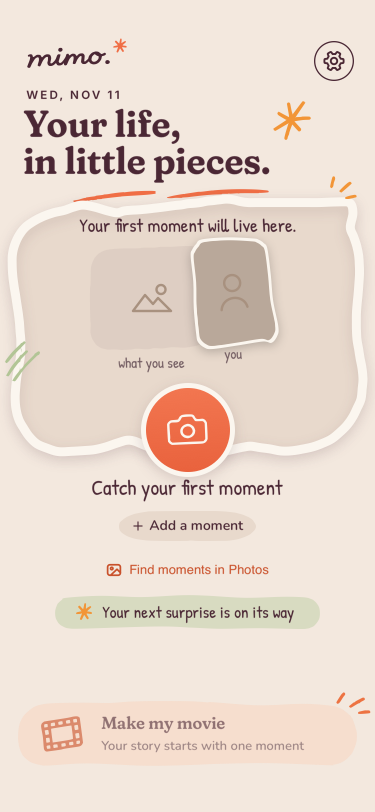 mimo.
WED, NOV 11
Your life,
in little pieces.
Your first moment will live here.
what you see
you
Catch your first moment
+ Add a moment
Find moments in Photos
Your next surprise is on its way
Make my movie
Your story starts with one moment